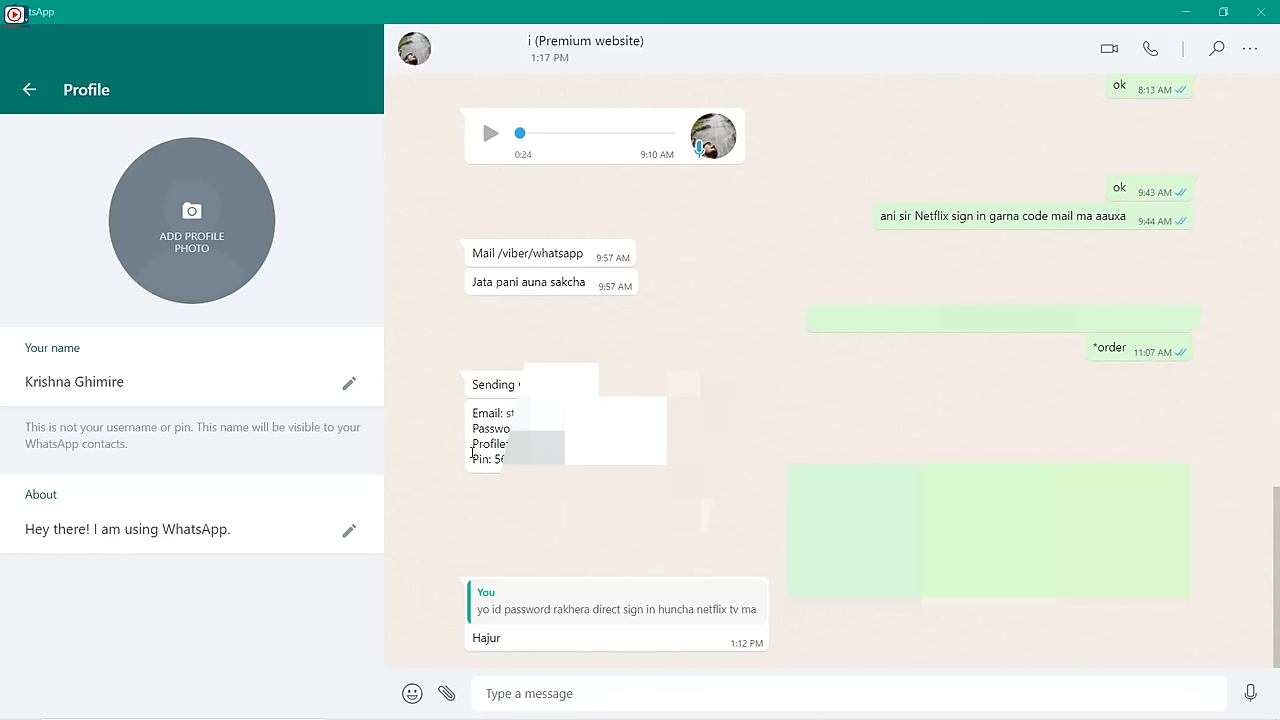 tsApp
Profile
ADD PROFILE
PHOTO
Your name
Krishna Ghimire
This is not your username or pin. This name will be visible to your
WhatsApp contacts.
About
Hey there! I am using WhatsApp.
i (Premium website)
1:17 PM
ok 8:13 AM
0:24 9:10 AM
ok 9:43 AM
ani sir Netflix sign in garna code mail ma aauxa 9:44 AM
Mail /viber/whatsapp 9:57 AM
Jata pani auna sakcha 9:57 AM
*order 11:07 AM
Sending
Email: st
Passwo
Profile
Pin: 5
You
yo id password rakhera direct sign in huncha netflix tv ma
Hajur 1:12 PM
Type a message